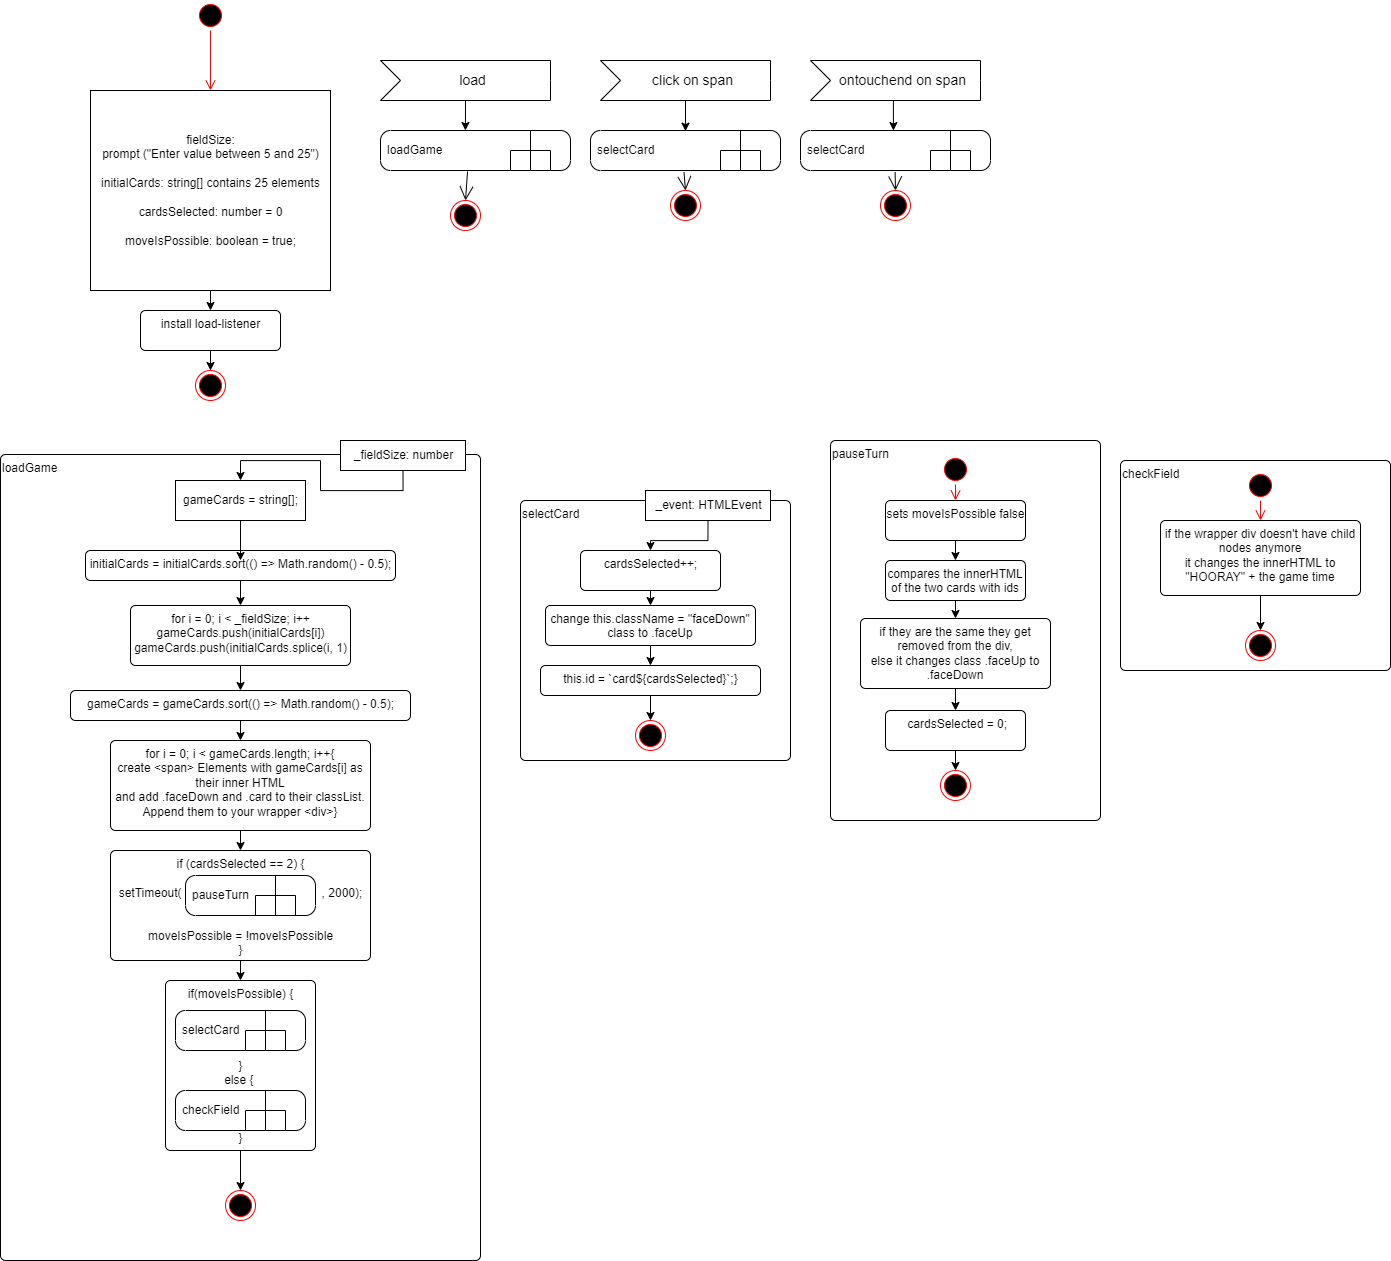 fieldSize:
prompt ("Enter value between 5 and 25")
initialCards: string[] contains 25 elements
cardsSelected: number = 0
moveIsPossible: boolean = true;
install load-listener
load
loadGame
click on span
selectCard
ontouchend on span
selectCard
loadGame
_fieldSize: number
gameCards = string[];
initialCards = initialCards.sort(() => Math.random() - 0.5);
for i = 0; i < _fieldSize; i++
gameCards.push(initialCards[i])
gameCards.push(initialCards.splice(i, 1)
gameCards = gameCards.sort(() => Math.random() - 0.5);
for i = 0; i < gameCards.length; i++{
create <span> Elements with gameCards[i] as
their inner HTML
and add .faceDown and .card to their classList.
Append them to your wrapper <div>}
if (cardsSelected == 2) {
setTimeout( pauseTurn , 2000);
moveIsPossible = !moveIsPossible
}
if(moveIsPossible) {
selectCard
}
else {
checkField
}
selectCard
_event: HTMLEvent
cardsSelected++;
change this.className = "faceDown"
class to .faceUp
this.id = `card${cardsSelected}`;}
pauseTurn
sets moveIsPossible false
compares the innerHTML
of the two cards with ids
if they are the same they get
removed from the div,
else it changes class .faceUp to
.faceDown
cardsSelected = 0;
checkField
if the wrapper div doesn't have child
nodes anymore
it changes the innerHTML to
"HOORAY" + the game time